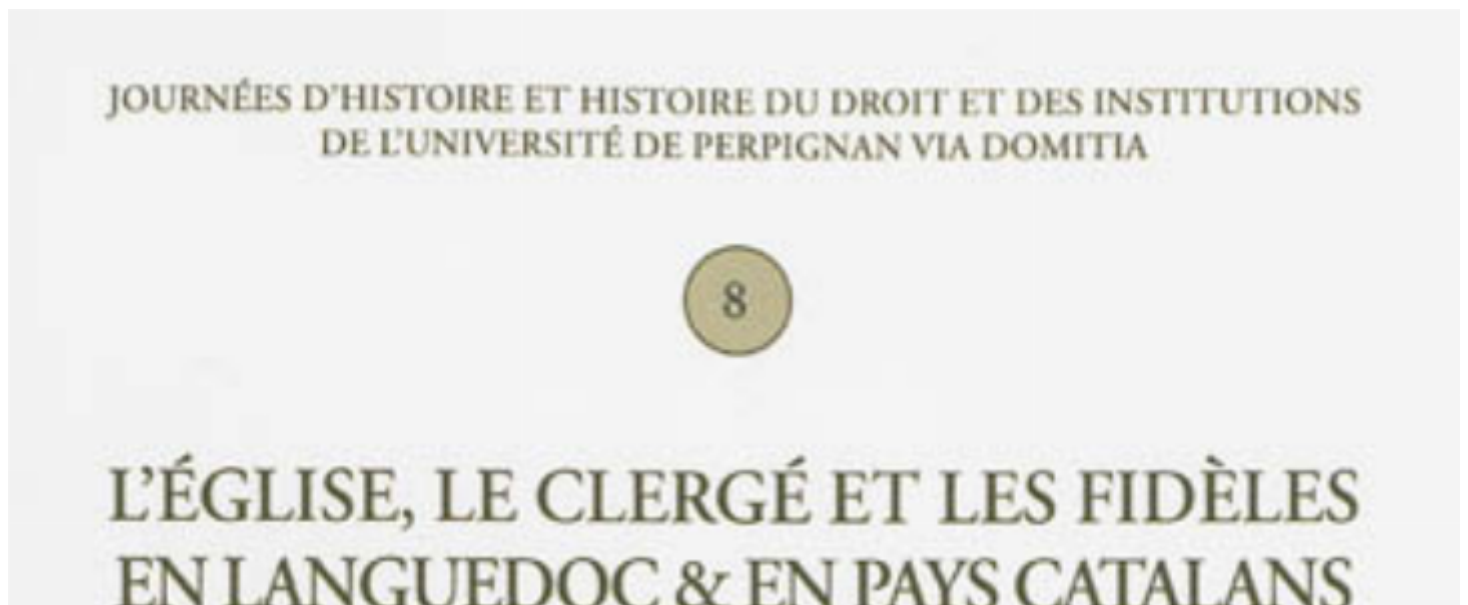 JOURNÉES D'HISTOIRE ET HISTOIRE DU DROIT ET DES INSTITUTIONS
DE L'UNIVERSITÉ DE PERPIGNAN VIA DOMITIA
8
L'ÉGLISE, LE CLERGÉ ET LES FIDÈLES
EN LANGUEDOC & EN PAYS CATALANS